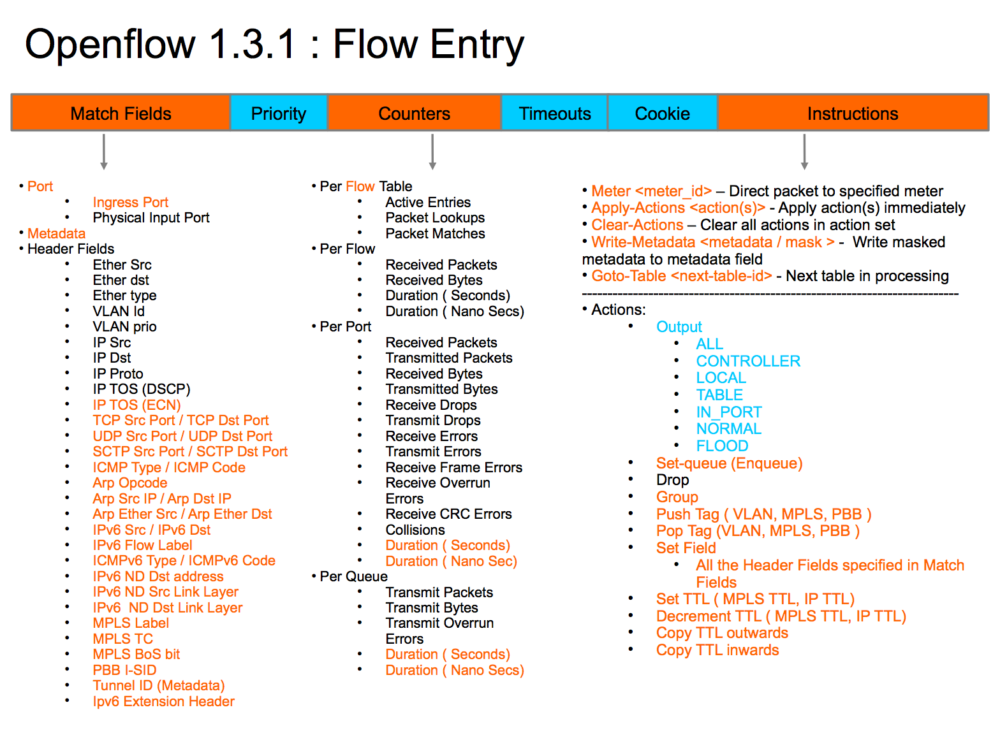 Openflow 1.3.1 : Flow Entry
Match Fields
Priority
Counters
Timeouts
Cookie
Instructions
• Port
• Ingress Port
• Physical Input Port
• Metadata
• Header Fields
• Ether Src
• Ether dst
• Ether type
• VLAN Id
• VLAN prio
• IP Src
• IP Dst
• IP Proto
• IP TOS (DSCP)
• IP TOS (ECN)
• TCP Src Port / TCP Dst Port
• UDP Src Port / UDP Dst Port
• SCTP Src Port / SCTP Dst Port
• ICMP Type / ICMP Code
• Arp Opcode
• Arp Src IP / Arp Dst IP
• Arp Ether Src / Arp Ether Dst
• IPv6 Src / IPv6 Dst
• IPv6 Flow Label
• ICMPv6 Type / ICMPv6 Code
• IPv6 ND Dst address
• IPv6 ND Src Link Layer
• IPv6  ND Dst Link Layer
• MPLS Label
• MPLS TC
• MPLS BoS bit
• PBB I-SID
• Tunnel ID (Metadata)
• Ipv6 Extension Header
• Per Flow Table
• Active Entries
• Packet Lookups
• Packet Matches
• Per Flow
• Received Packets
• Received Bytes
• Duration ( Seconds)
• Duration ( Nano Secs)
• Per Port
• Received Packets
• Transmitted Packets
• Received Bytes
• Transmitted Bytes
• Receive Drops
• Transmit Drops
• Receive Errors
• Transmit Errors
• Receive Frame Errors
• Receive Overrun
Errors
• Receive CRC Errors
• Collisions
• Duration ( Seconds)
• Duration ( Nano Sec)
• Per Queue
• Transmit Packets
• Transmit Bytes
• Transmit Overrun
Errors
• Duration ( Seconds)
• Duration ( Nano Secs)
• Meter <meter_id> – Direct packet to specified meter
• Apply-Actions <action(s)> - Apply action(s) immediately
• Clear-Actions – Clear all actions in action set
• Write-Metadata <metadata / mask > -  Write masked
metadata to metadata field
• Goto-Table <next-table-id> - Next table in processing
--------------------------------------------------------------------------
• Actions:
• Output
• ALL
• CONTROLLER
• LOCAL
• TABLE
• IN_PORT
• NORMAL
• FLOOD
• Set-queue (Enqueue)
• Drop
• Group
• Push Tag ( VLAN, MPLS, PBB )
• Pop Tag (VLAN, MPLS, PBB )
• Set Field
• All the Header Fields specified in Match
Fields
• Set TTL ( MPLS TTL, IP TTL)
• Decrement TTL ( MPLS TTL, IP TTL)
• Copy TTL outwards
• Copy TTL inwards